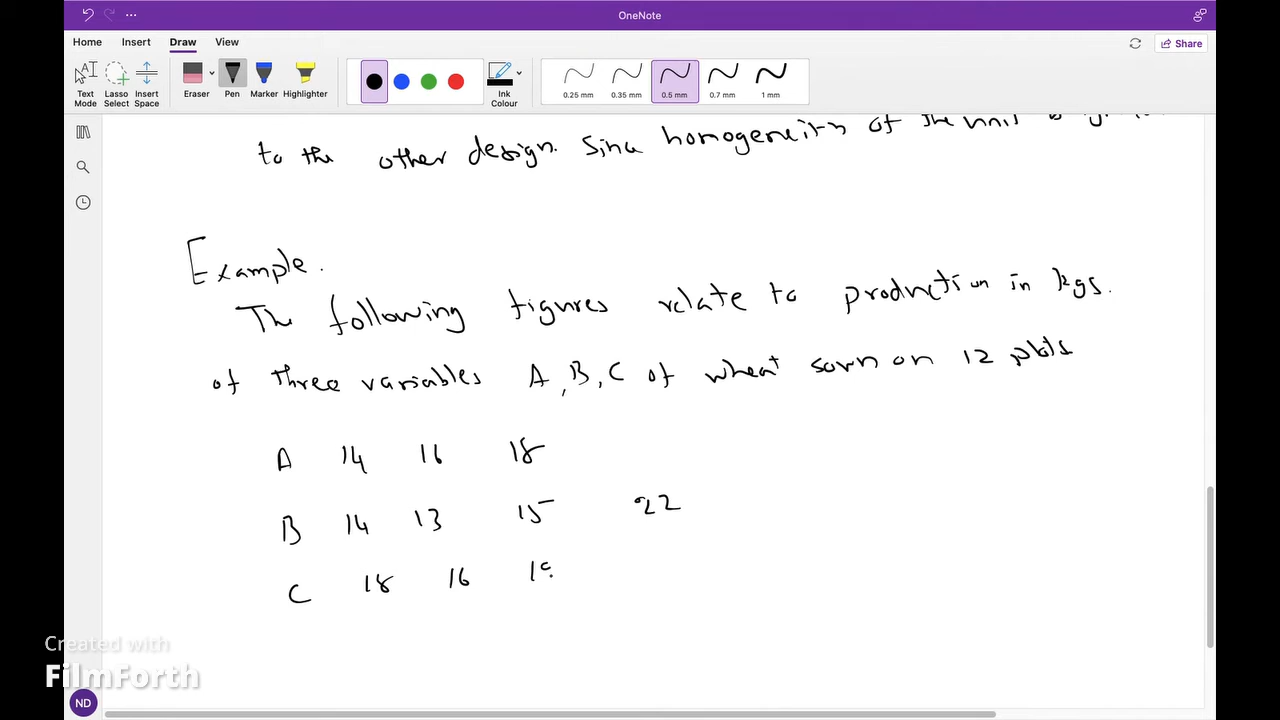 OneNote
Home Insert Draw View
Share
Text Mode Lasso Select Insert Space Eraser Pen Marker Highlighter Ink Colour 0.25 mm 0.35 mm 0.5 mm 0.7 mm 1 mm
to the other design. Sinu homogeneity of the unit
Example.
The following figures relate to production in kgs.
of three variables A, B, C of wheat sown on 12 plots
A 14 16 18
B 14 13 15 22
C 18 16
Created with
FilmForth
ND